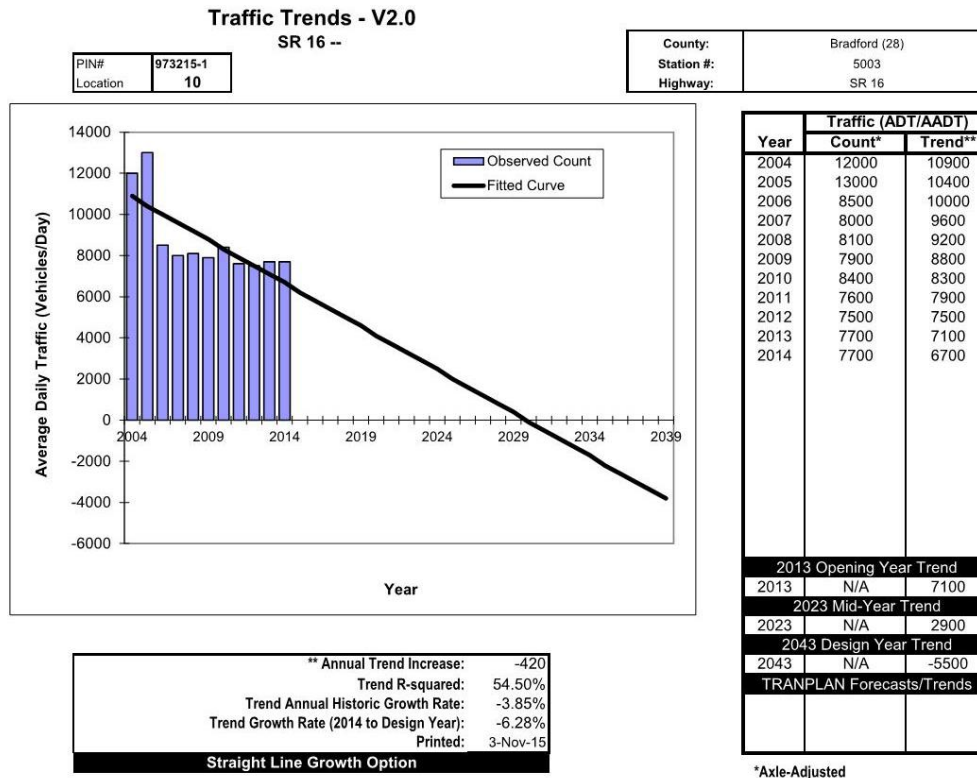 Traffic Trends - V2.0
SR 16 --
PIN# 973215-1
Location 10
County: Bradford (28)
Station #: 5003
Highway: SR 16
Average Daily Traffic (Vehicles/Day)
14000
12000
10000
8000
6000
4000
2000
0
-2000
-4000
-6000
Observed Count
Fitted Curve
2004 2009 2014 2019 2024 2029 2034 2039
Year
Traffic (ADT/AADT)
Year Count* Trend**
2004 12000 10900
2005 13000 10400
2006 8500 10000
2007 8000 9600
2008 8100 9200
2009 7900 8800
2010 8400 8300
2011 7600 7900
2012 7500 7500
2013 7700 7100
2014 7700 6700
2013 Opening Year Trend
2013 N/A 7100
2023 Mid-Year Trend
2023 N/A 2900
2043 Design Year Trend
2043 N/A -5500
TRANPLAN Forecasts/Trends
** Annual Trend Increase: -420
Trend R-squared: 54.50%
Trend Annual Historic Growth Rate: -3.85%
Trend Growth Rate (2014 to Design Year): -6.28%
Printed: 3-Nov-15
Straight Line Growth Option
*Axle-Adjusted